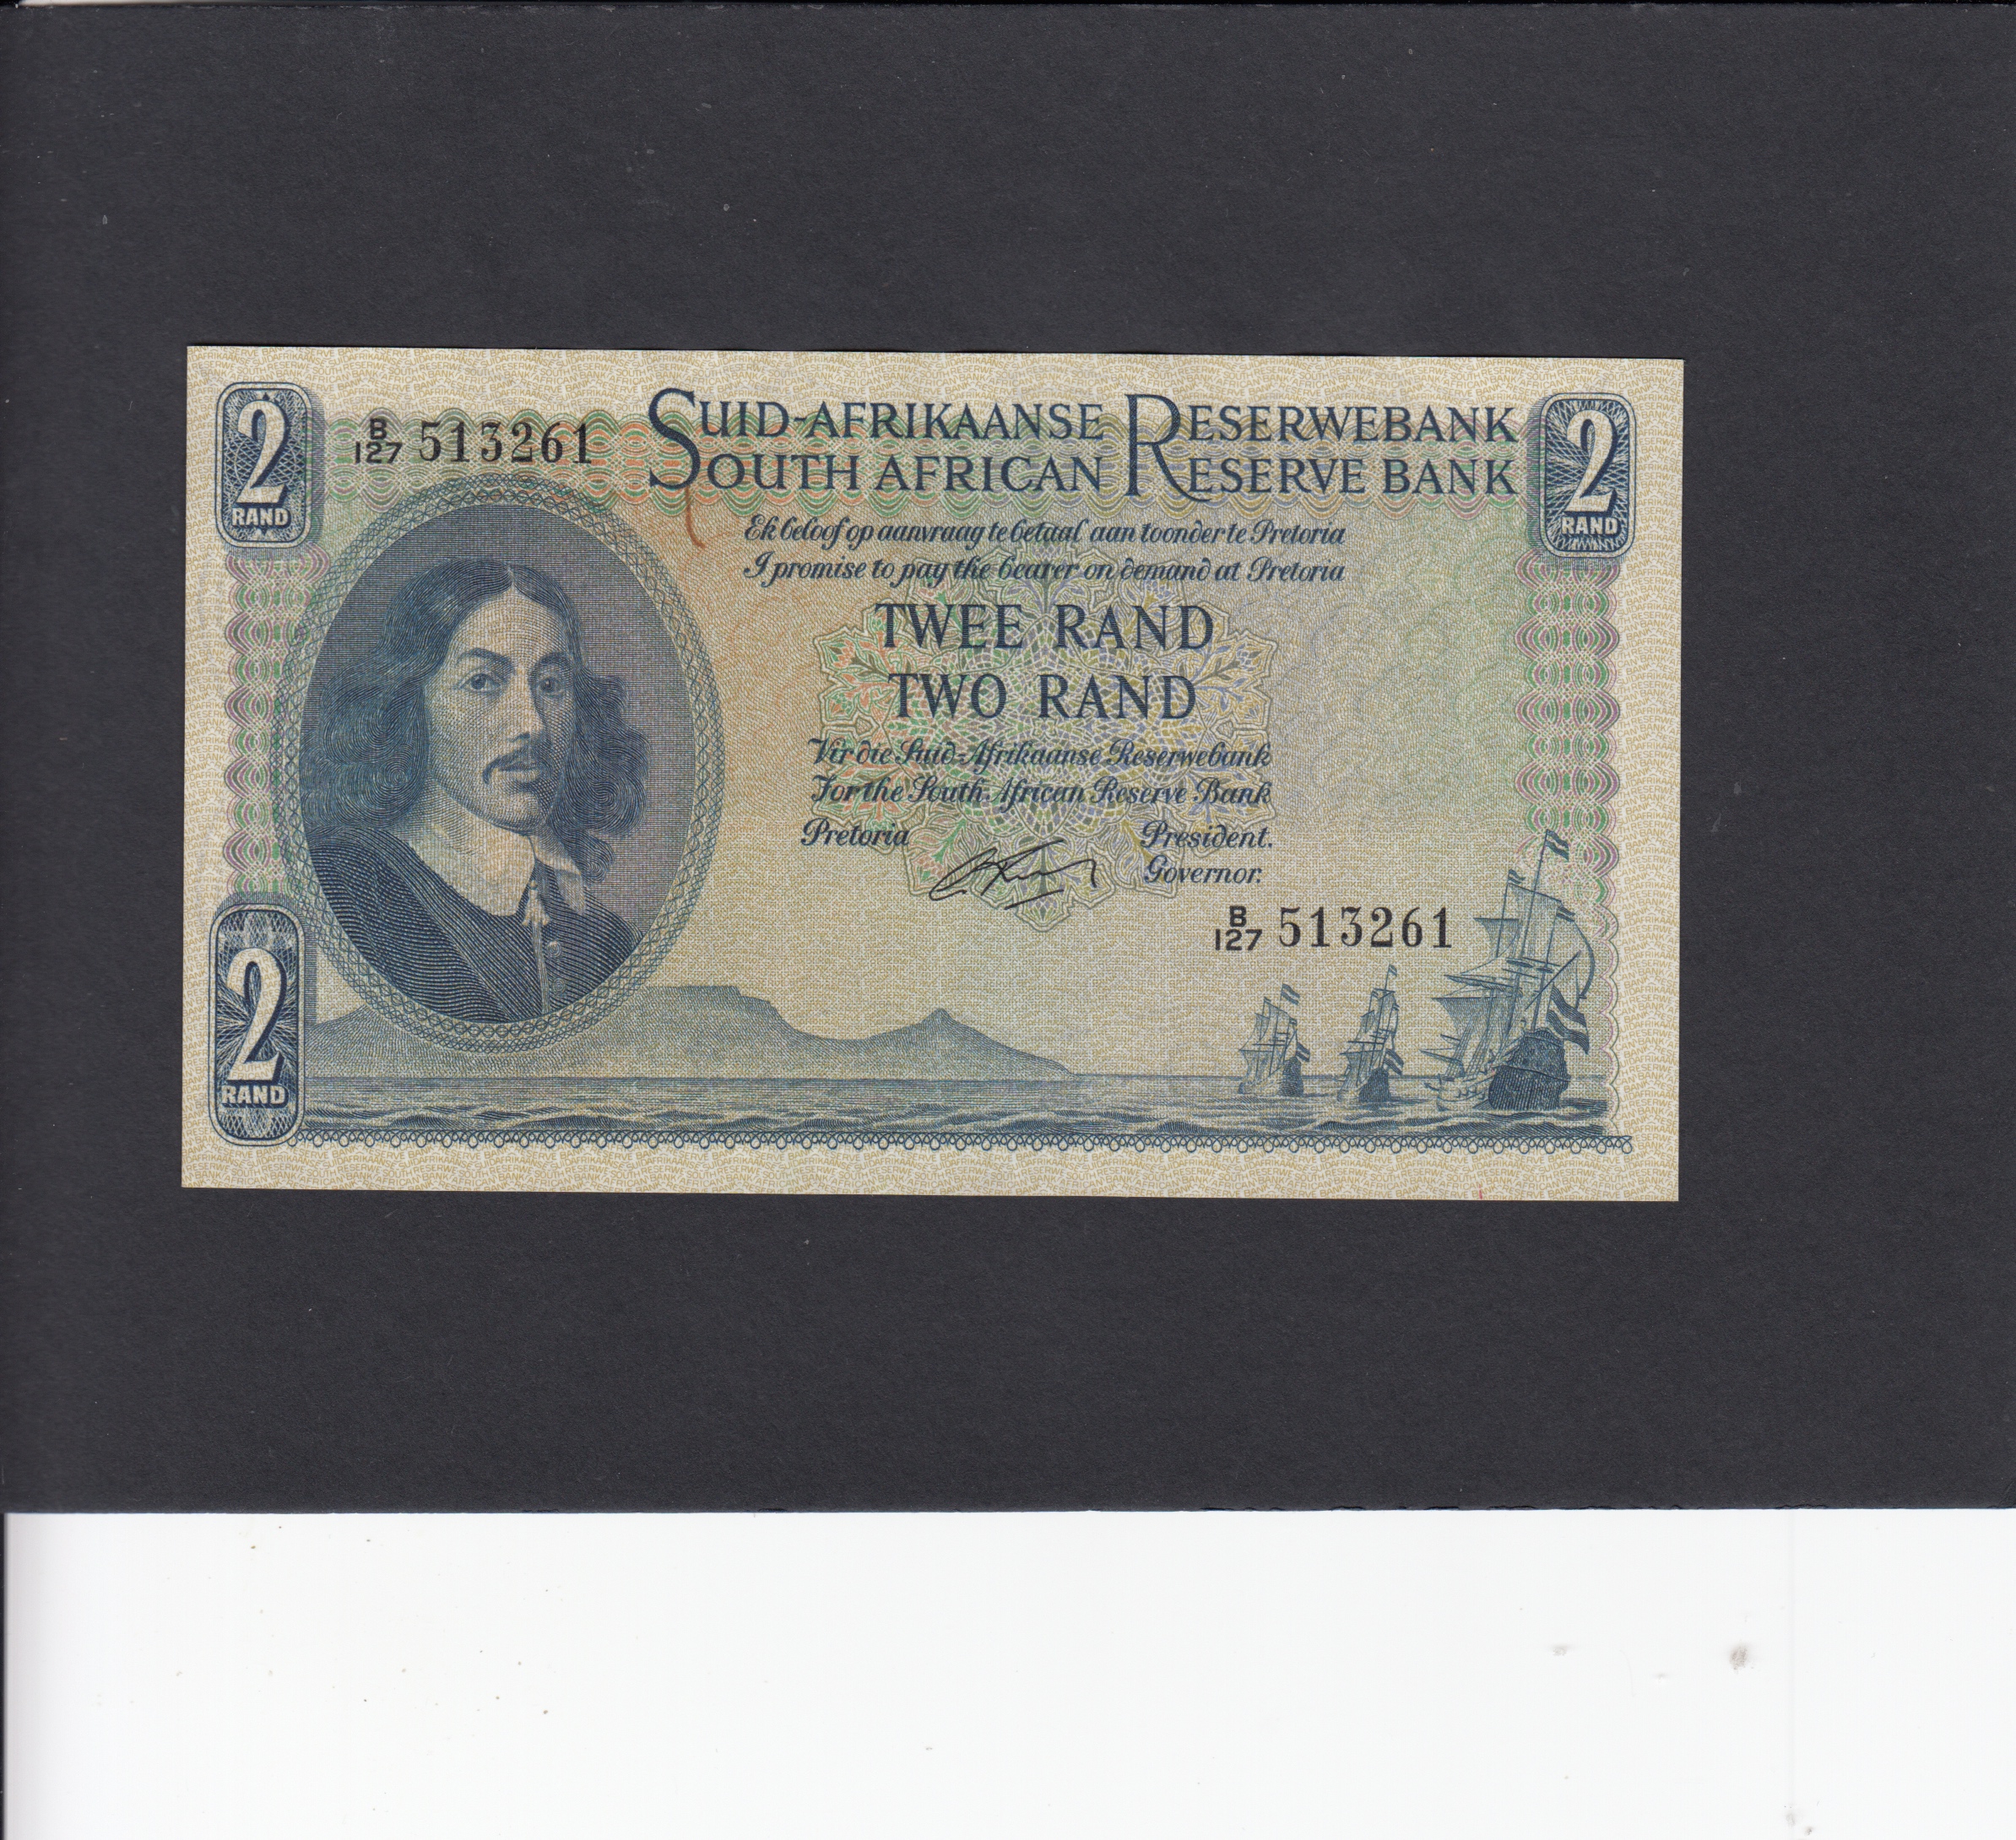 2
RAND
B/127 513261
SUID-AFRIKAANSE RESERWEBANK
SOUTH AFRICAN RESERVE BANK
2
RAND
Ek beloof op aanvraag te betaal aan toonder te Pretoria
I promise to pay the bearer on demand at Pretoria
TWEE RAND
TWO RAND
Vir die Suid-Afrikaanse Reserwebank
For the South African Reserve Bank
Pretoria President.
Governor.
B/127 513261
2
RAND